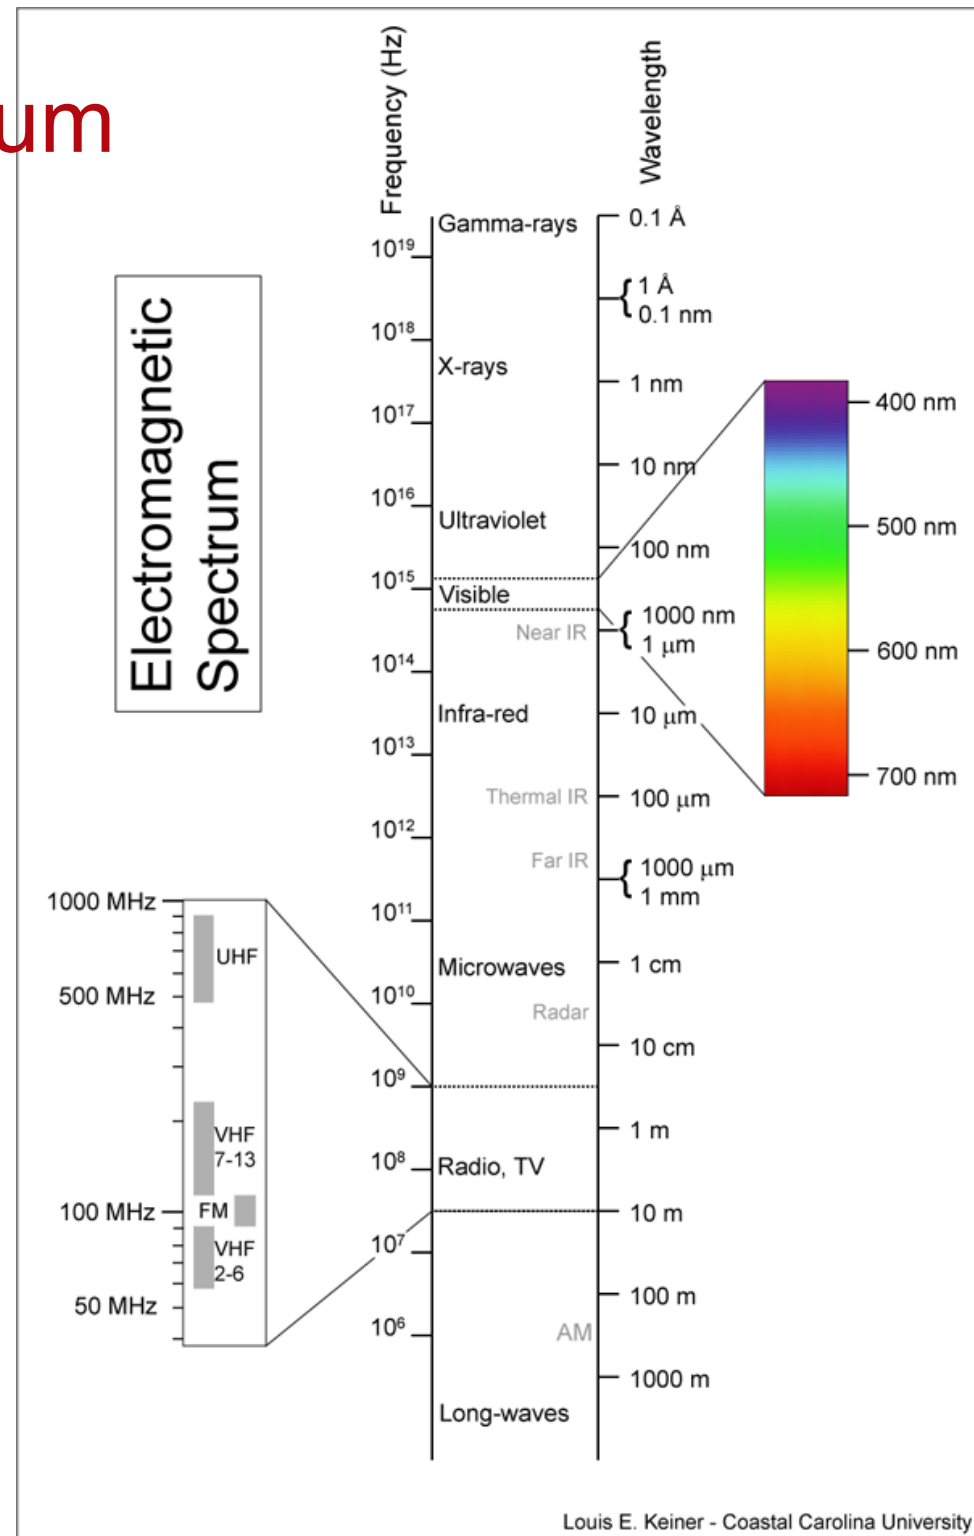 um
Electromagnetic
Spectrum
Frequency (Hz)
Wavelength
Gamma-rays
0.1 Å
10¹⁹
1 Å
0.1 nm
10¹⁸
X-rays
1 nm
10¹⁷
10 nm
10¹⁶
Ultraviolet
100 nm
10¹⁵
Visible
1000 nm
Near IR
1 μm
10¹⁴
Infra-red
10 μm
10¹³
Thermal IR
100 μm
10¹²
Far IR
1000 μm
1 mm
10¹¹
Microwaves
1 cm
10¹⁰
Radar
10 cm
10⁹
1 m
10⁸
Radio, TV
10 m
10⁷
100 m
10⁶
AM
1000 m
Long-waves
400 nm
500 nm
600 nm
700 nm
1000 MHz
UHF
500 MHz
VHF
7-13
100 MHz
FM
VHF
2-6
50 MHz
Louis E. Keiner - Coastal Carolina University